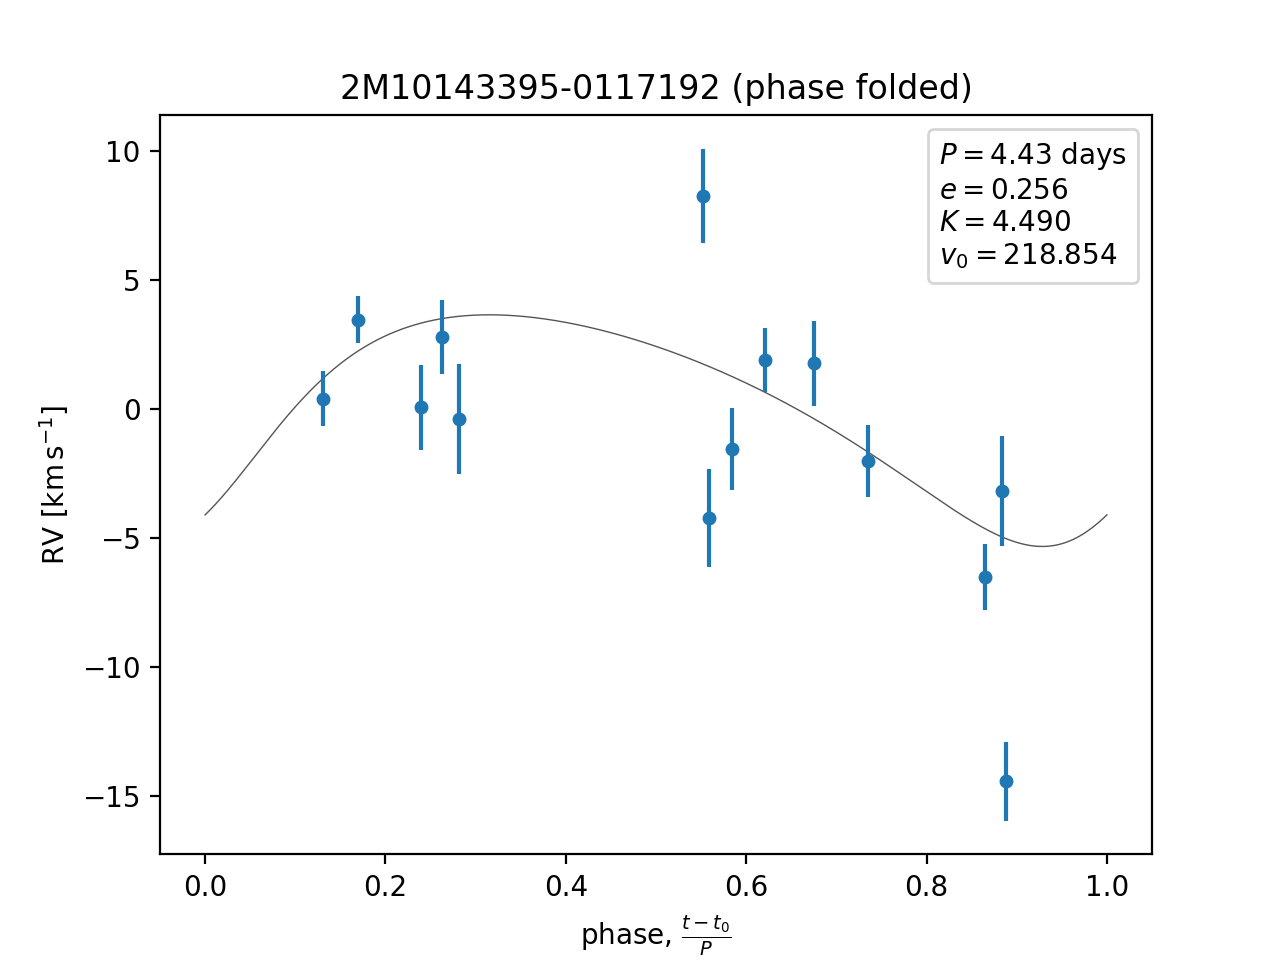 2M10143395-0117192 (phase folded)
P = 4.43 days
e = 0.256
K = 4.490
v₀ = 218.854
10
5
0
−5
−10
−15
RV [km s⁻¹]
0.0 0.2 0.4 0.6 0.8 1.0
phase, (t − t₀)/P